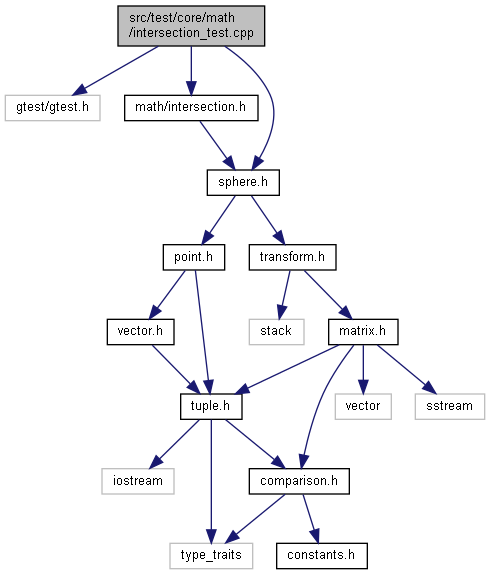 src/test/core/math
/intersection_test.cpp
gtest/gtest.h
math/intersection.h
sphere.h
point.h
transform.h
vector.h
stack
matrix.h
tuple.h
vector
sstream
iostream
comparison.h
type_traits
constants.h